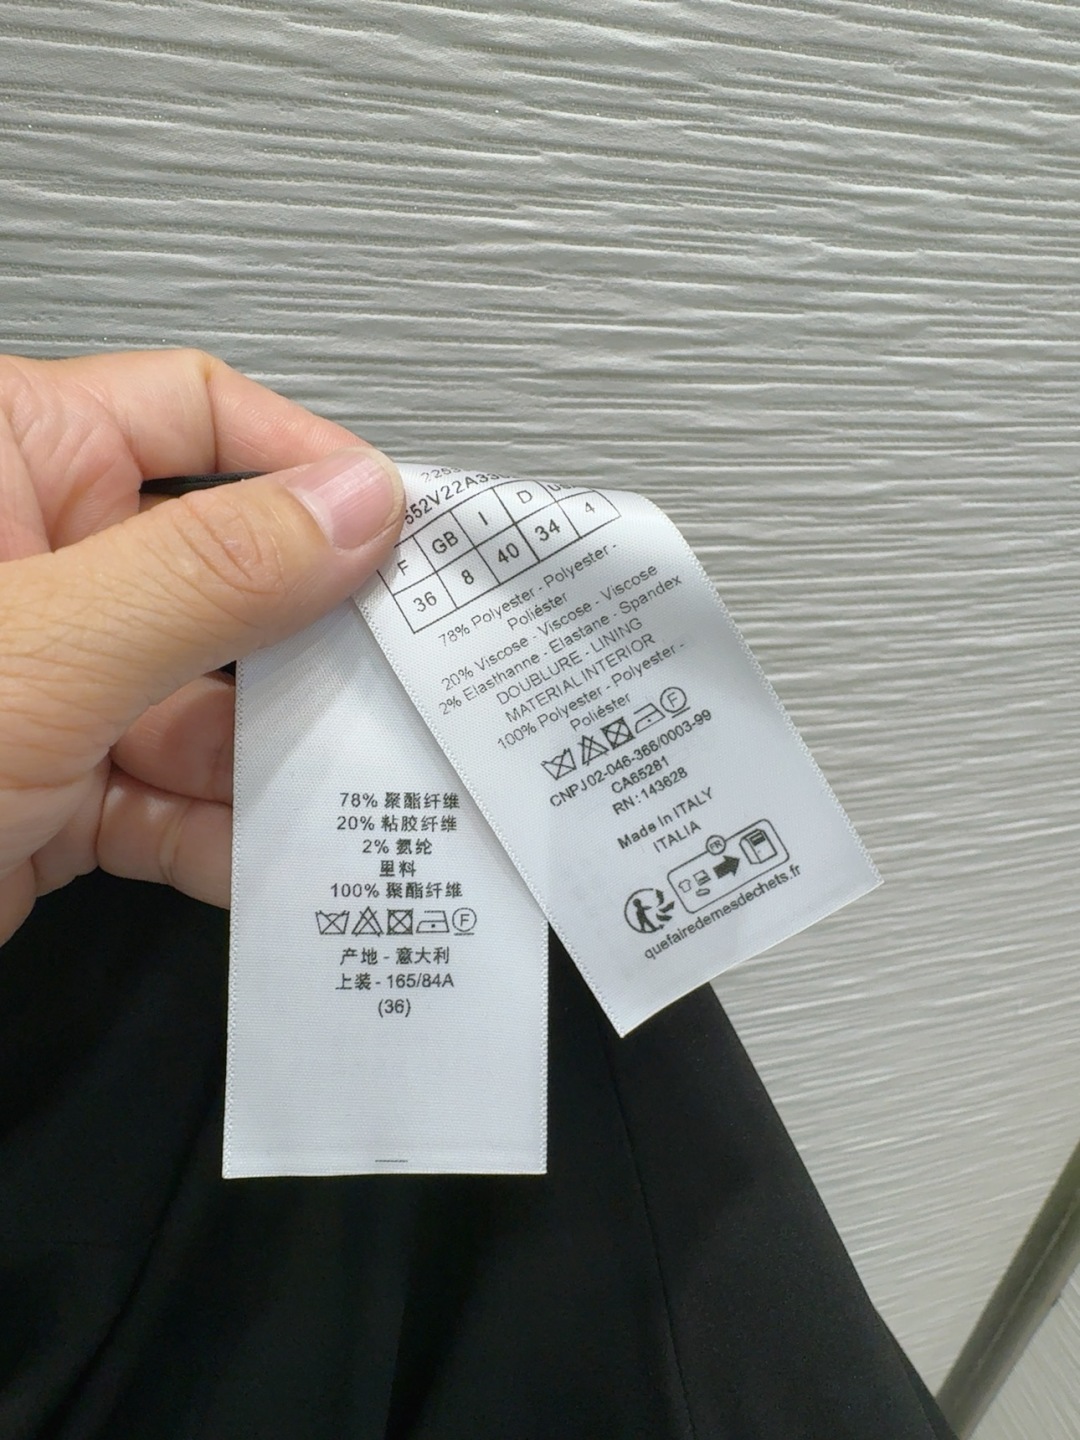 F GB I D
36 8 40 34 4
78% Polyester - Polyester -
Poliéster
20% Viscose - Viscose - Viscose
2% Elasthanne - Elastane - Spandex
DOUBLURE - LINING
MATERIAL INTERIOR
100% Polyester - Polyester -
Poliéster
F
CNPJ 02-046-366/0003-99
CA65281
RN: 143628
Made In ITALY
ITALIA
FR
quefairedemesdechets.fr
78% 聚酯纤维
20% 粘胶纤维
2% 氨纶
里料
100% 聚酯纤维
F
产地 - 意大利
上装 - 165/84A
(36)